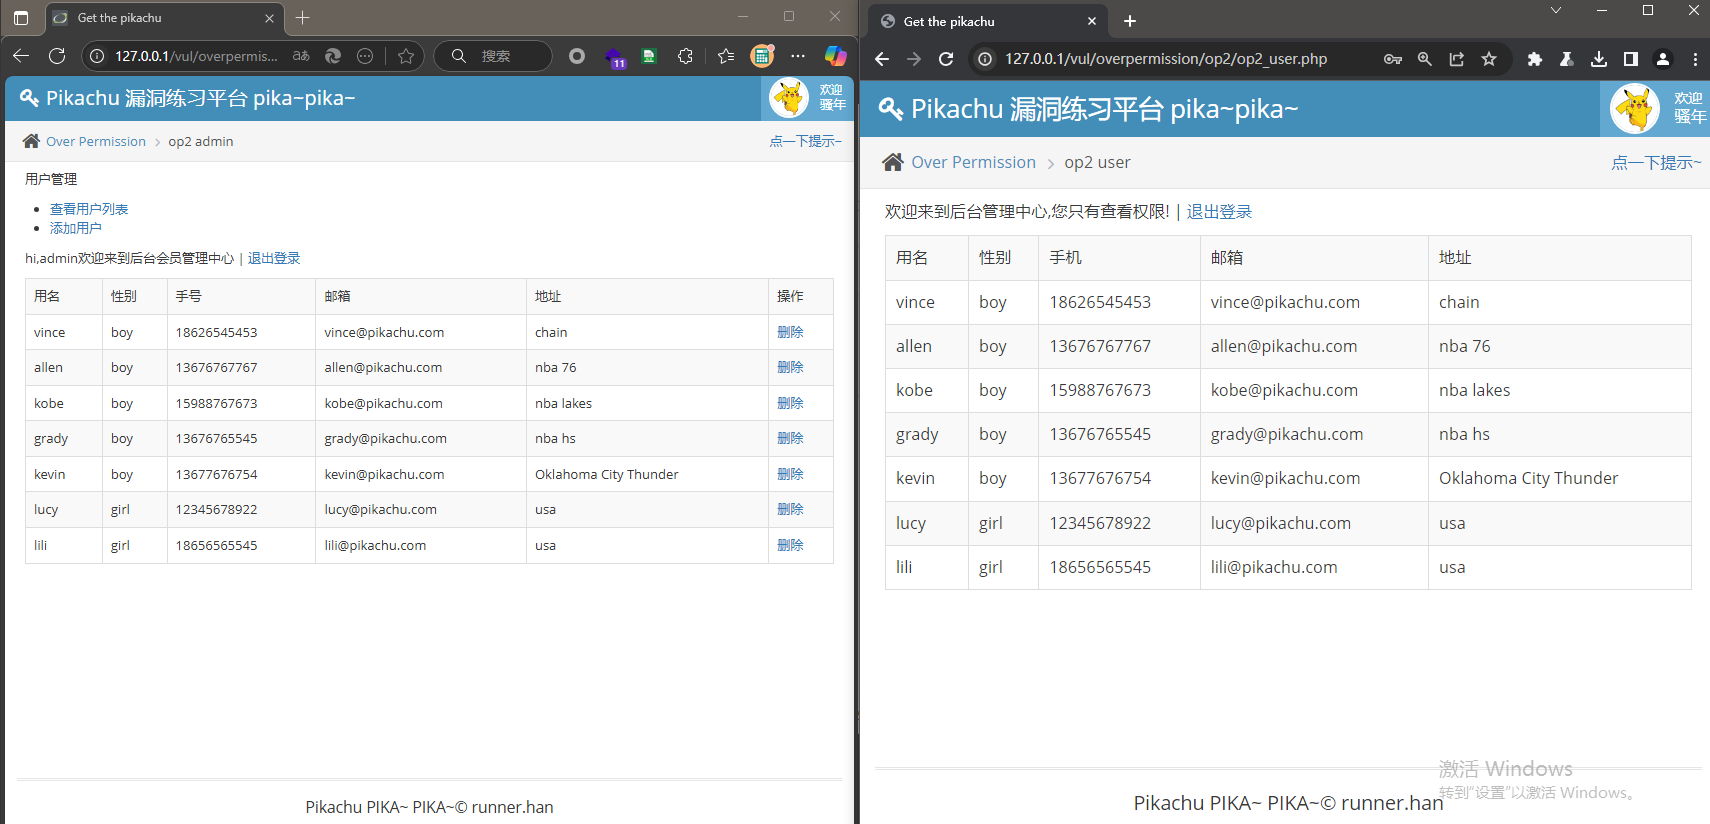 Get the pikachu
127.0.0.1/vul/overpermis...
搜索
11
Pikachu 漏洞练习平台 pika~pika~
欢迎
骚年
Over Permission
op2 admin
点一下提示~
用户管理
查看用户列表
添加用户
hi,admin欢迎来到后台会员管理中心 | 退出登录
用名 性别 手号 邮箱 地址 操作
vince boy 18626545453 vince@pikachu.com chain 删除
allen boy 13676767767 allen@pikachu.com nba 76 删除
kobe boy 15988767673 kobe@pikachu.com nba lakes 删除
grady boy 13676765545 grady@pikachu.com nba hs 删除
kevin boy 13677676754 kevin@pikachu.com Oklahoma City Thunder 删除
lucy girl 12345678922 lucy@pikachu.com usa 删除
lili girl 18656565545 lili@pikachu.com usa 删除
Pikachu PIKA~ PIKA~© runner.han
Get the pikachu
127.0.0.1/vul/overpermission/op2/op2_user.php
Pikachu 漏洞练习平台 pika~pika~
欢迎
骚年
Over Permission
op2 user
点一下提示~
欢迎来到后台管理中心,您只有查看权限! | 退出登录
用名 性别 手机 邮箱 地址
vince boy 18626545453 vince@pikachu.com chain
allen boy 13676767767 allen@pikachu.com nba 76
kobe boy 15988767673 kobe@pikachu.com nba lakes
grady boy 13676765545 grady@pikachu.com nba hs
kevin boy 13677676754 kevin@pikachu.com Oklahoma City Thunder
lucy girl 12345678922 lucy@pikachu.com usa
lili girl 18656565545 lili@pikachu.com usa
激活 Windows
转到"设置"以激活 Windows。
Pikachu PIKA~ PIKA~© runner.han